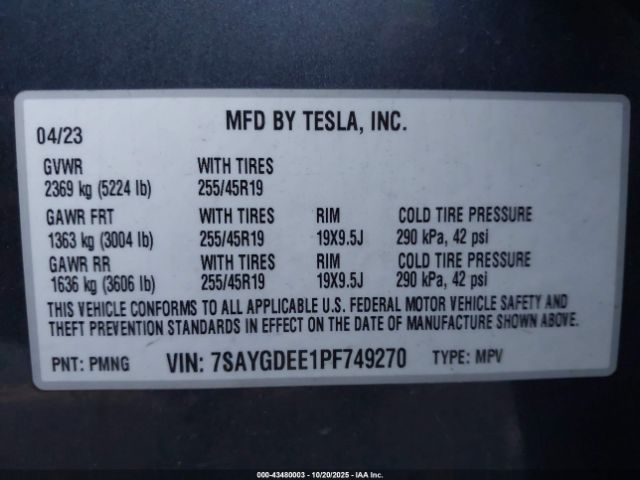 MFD BY TESLA, INC.
04/23
GVWR WITH TIRES
2369 kg (5224 lb) 255/45R19
GAWR FRT WITH TIRES RIM COLD TIRE PRESSURE
1363 kg (3004 lb) 255/45R19 19X9.5J 290 kPa, 42 psi
GAWR RR WITH TIRES RIM COLD TIRE PRESSURE
1636 kg (3606 lb) 255/45R19 19X9.5J 290 kPa, 42 psi
THIS VEHICLE CONFORMS TO ALL APPLICABLE U.S. FEDERAL MOTOR VEHICLE SAFETY AND
THEFT PREVENTION STANDARDS IN EFFECT ON THE DATE OF MANUFACTURE SHOWN ABOVE.
PNT: PMNG VIN: 7SAYGDEE1PF749270 TYPE: MPV
000-43480003 - 10/20/2025 - IAA Inc.